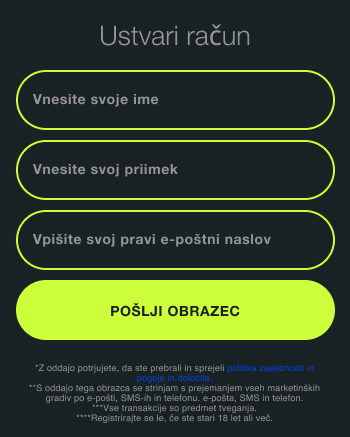 Ustvari račun
Vnesite svoje ime
Vnesite svoj priimek
Vpišite svoj pravi e-poštni naslov
POŠLJI OBRAZEC
*Z oddajo potrjujete, da ste prebrali in sprejeli politika zasebnosti in
pogoje in določila.
**S oddajo tega obrazca se strinjam s prejemanjem vseh marketinških
gradiv po e-pošti, SMS-ih in telefonu. e-pošta, SMS in telefon.
***Vse transakcije so predmet tveganja.
****Registrirajte se le, če ste stari 18 let ali več.